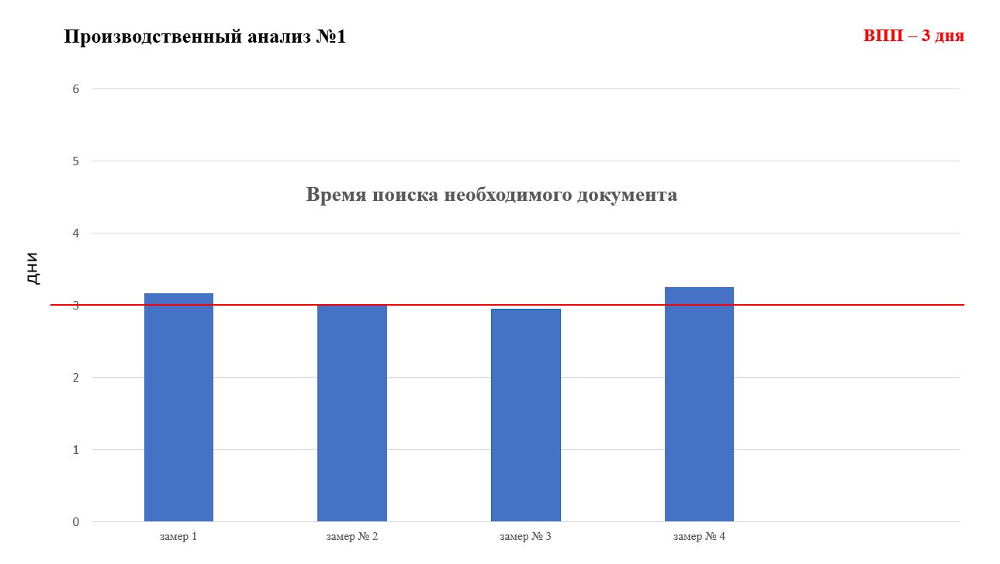 Производственный анализ №1
ВПП – 3 дня
6
5
Время поиска необходимого документа
4
дни
3
2
1
0
замер 1
замер № 2
замер № 3
замер № 4